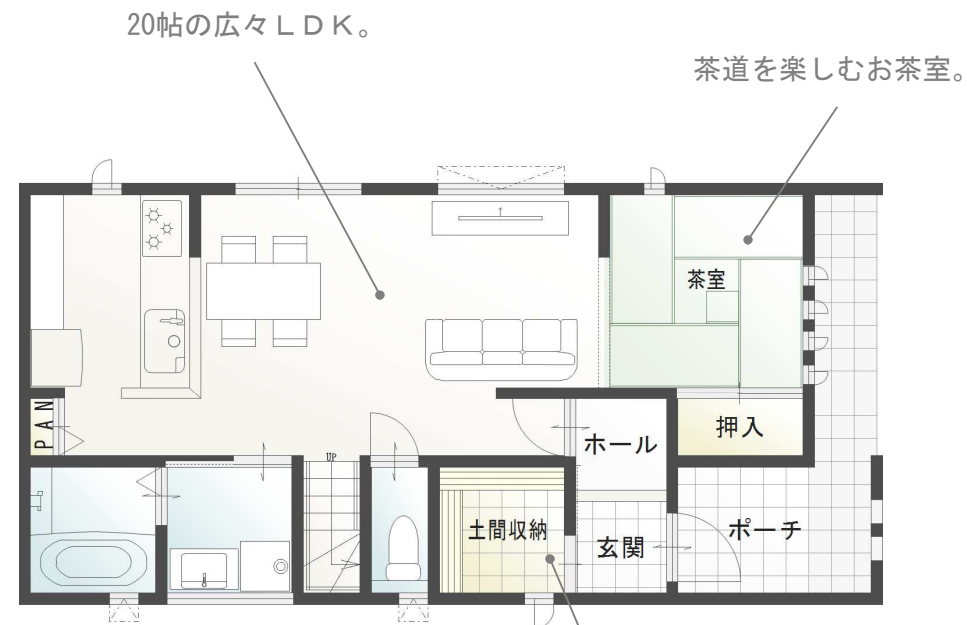 20帖の広々ＬＤＫ。
茶道を楽しむお茶室。
茶室
PAN
押入
ホール
UP
土間収納
玄関
ポーチ